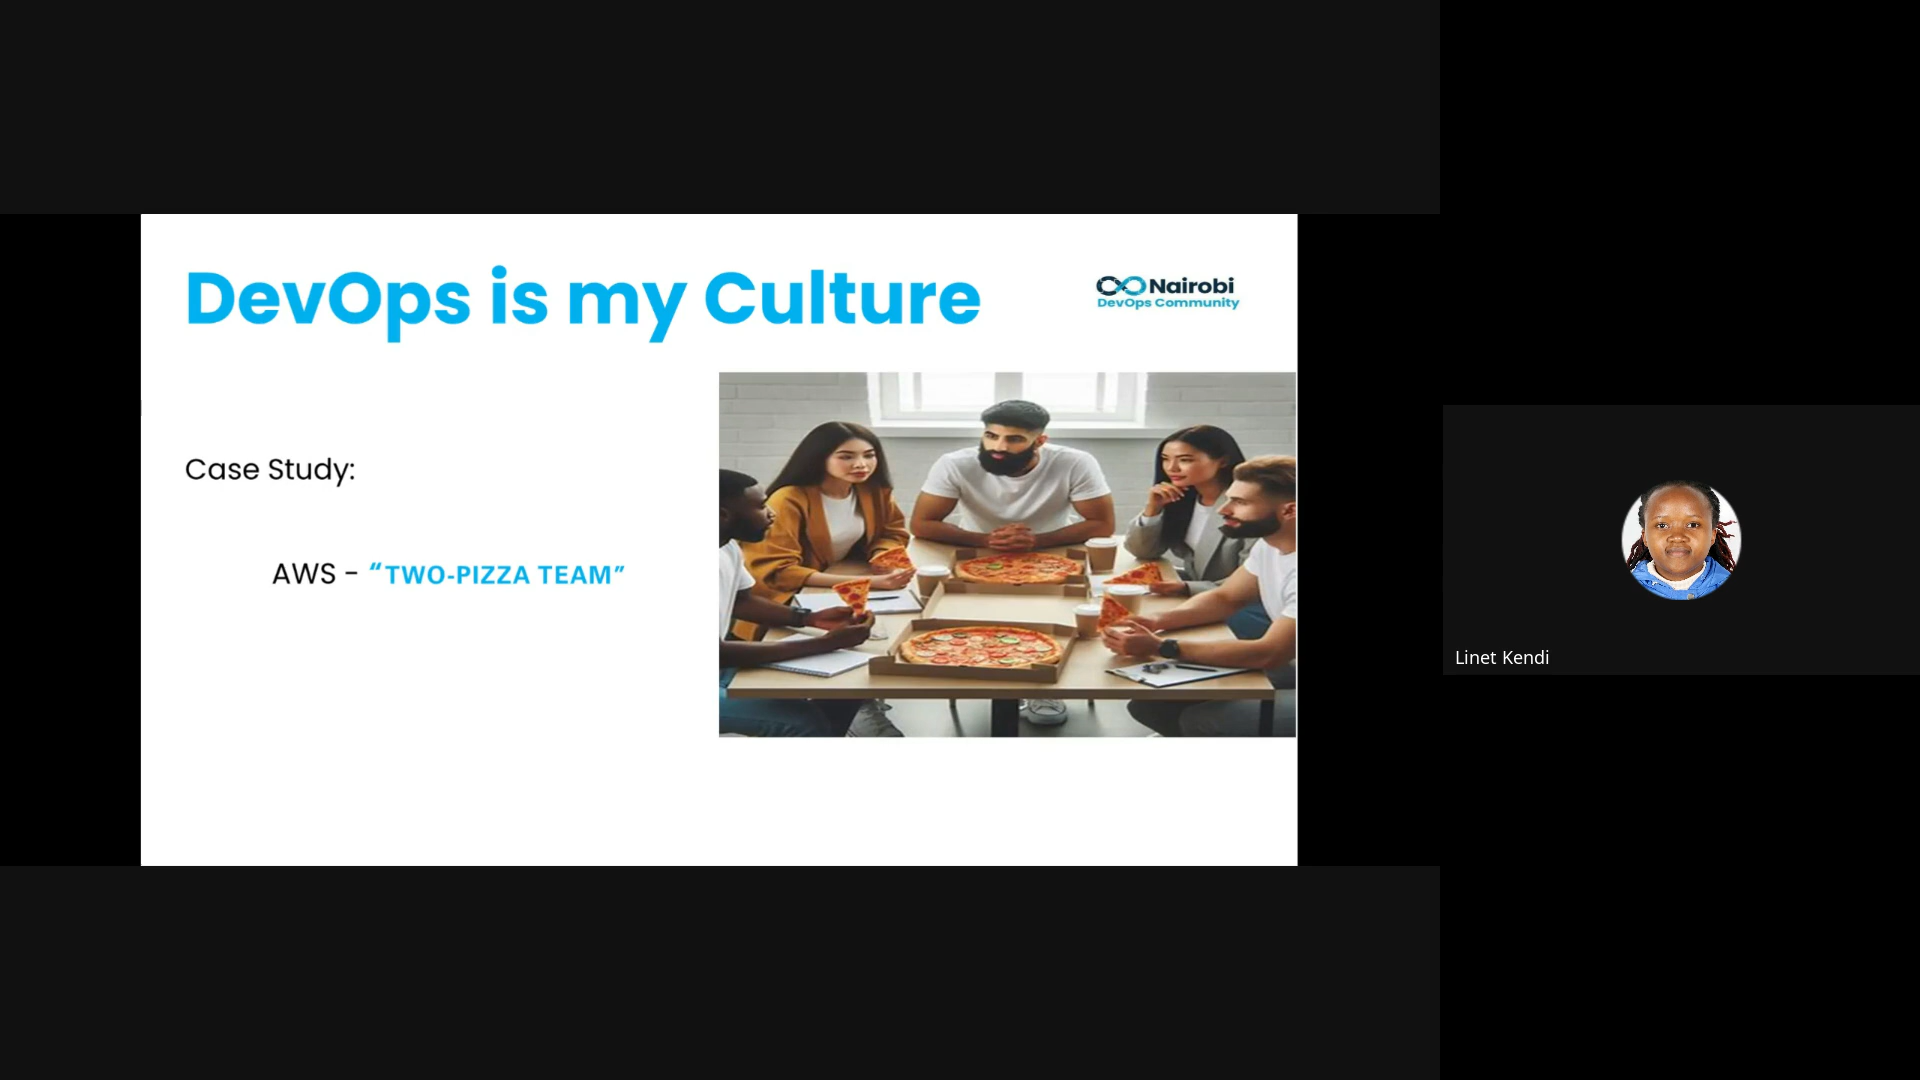 DevOps is my Culture
Nairobi
DevOps Community
Case Study:
AWS - “TWO-PIZZA TEAM”
Linet Kendi